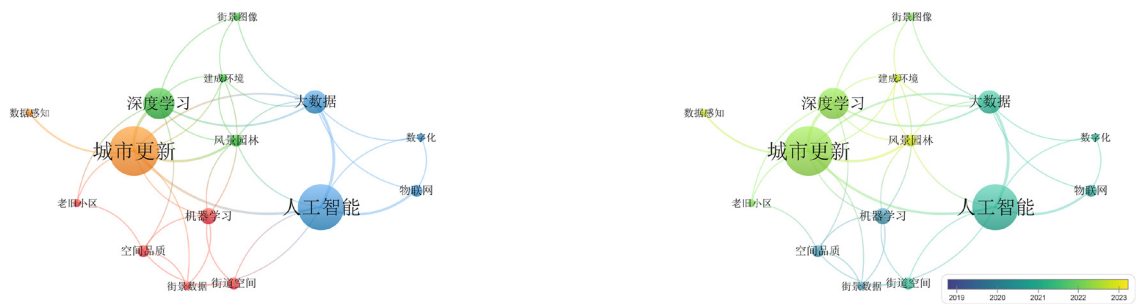 街景图像
建成环境
深度学习
大数据
数据感知
城市更新
风景园林
数字化
物联网
老旧小区
人工智能
机器学习
空间品质
街景数据
街道空间
街景图像
建成环境
深度学习
大数据
数据感知
城市更新
风景园林
数字化
物联网
老旧小区
人工智能
机器学习
空间品质
街景数据
街道空间
2019 2020 2021 2022 2023